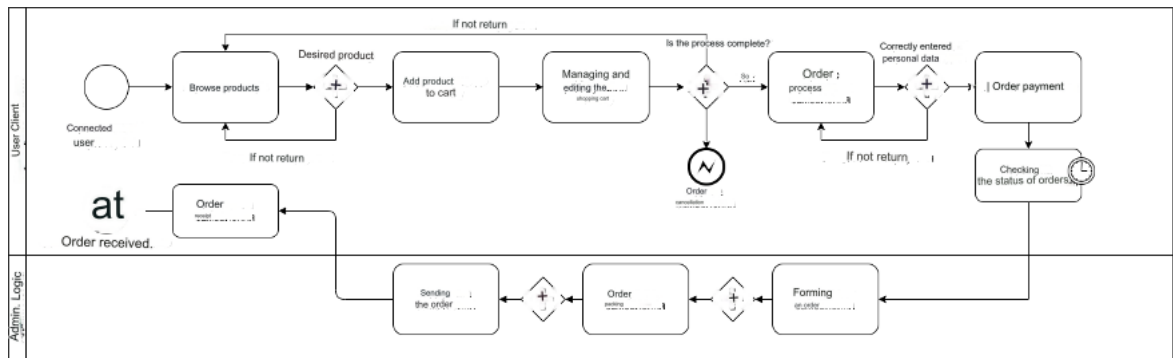 If not return
Is the process complete?
Desired product
Correctly entered
personal data
User Client
Browse products
Add product
to cart
Managing and
editing the
shopping cart
So
Order
process
Order payment
Connected
user
If not return
If not return
Checking
the status of orders
Order
cancellation
Order
receipt
at
Order received.
Admin. Logic
Sending
the order
Order
packing
Forming
an order